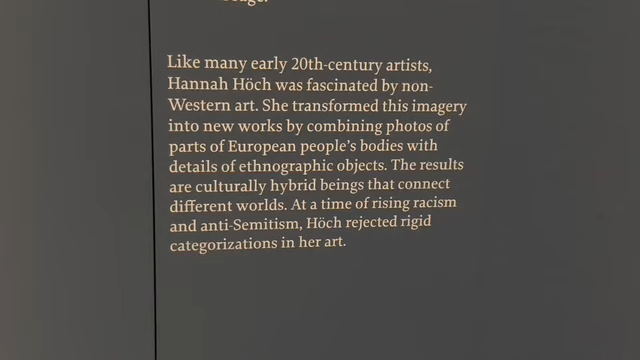 Like many early 20th-century artists,
Hannah Höch was fascinated by non-
Western art. She transformed this imagery
into new works by combining photos of
parts of European people's bodies with
details of ethnographic objects. The results
are culturally hybrid beings that connect
different worlds. At a time of rising racism
and anti-Semitism, Höch rejected rigid
categorizations in her art.